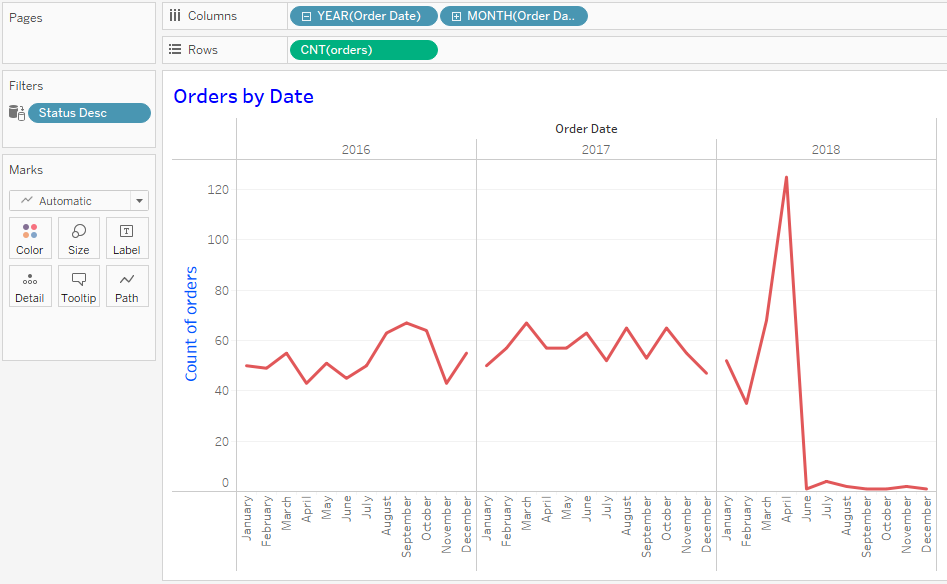 Pages
Columns
YEAR(Order Date)
MONTH(Order Da..
Rows
CNT(orders)
Filters
Status Desc
Marks
Automatic
Color
Size
Label
Detail
Tooltip
Path
Orders by Date
Order Date
2016
2017
2018
Count of orders
120
100
80
60
40
20
0
January
February
March
April
May
June
July
August
September
October
November
December
January
February
March
April
May
June
July
August
September
October
November
December
January
February
March
April
June
July
August
September
October
November
December